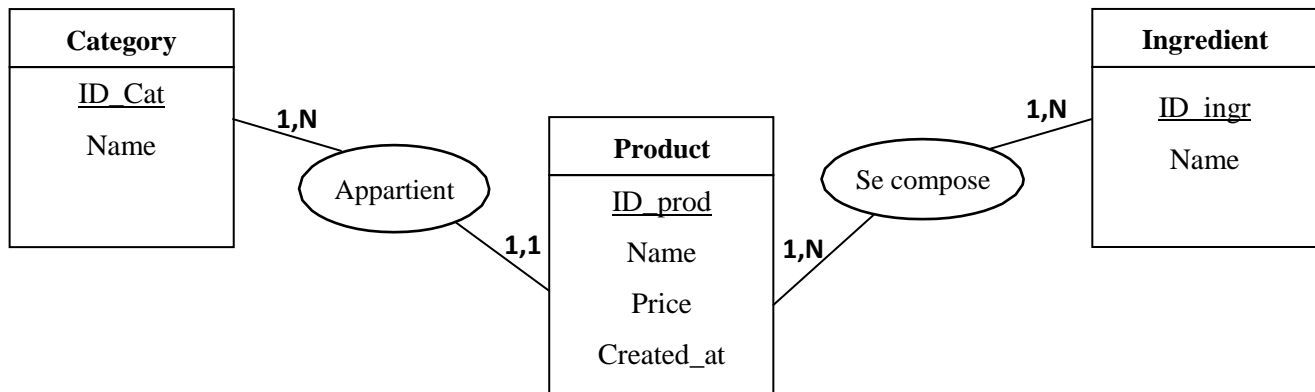 Category
ID_Cat
Name
1,N
Appartient
1,1
Product
ID_prod
Name
Price
Created_at
1,N
Se compose
1,N
Ingredient
ID_ingr
Name